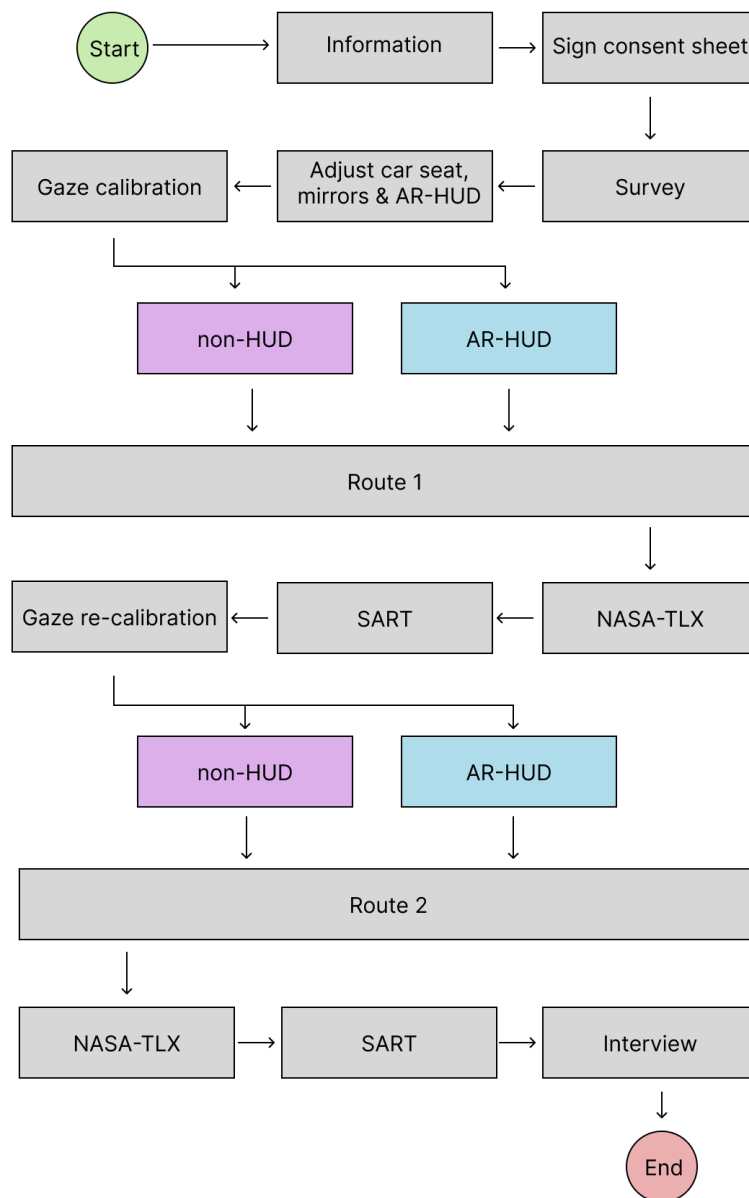 Start
Information
Sign consent sheet
Gaze calibration
Adjust car seat,
mirrors & AR-HUD
Survey
non-HUD
AR-HUD
Route 1
Gaze re-calibration
SART
NASA-TLX
non-HUD
AR-HUD
Route 2
NASA-TLX
SART
Interview
End